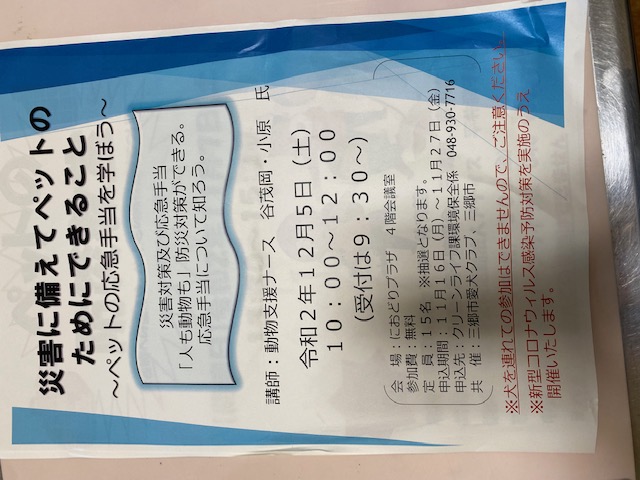 災害に備えてペットの
ためにできること
～ペットの応急手当を学ぼう～
災害対策及び応急手当
「人も動物も」防災対策ができる。
応急手当について知ろう。
講師：動物支援ナース 谷茂岡・小原 氏
令和２年１２月５日（土）
１０：００～１２：００
（受付は９：３０～）
会 場：におどりプラザ ４階会議室
参加費：無料
定 員：１５名 ※抽選となります。
申込期間：１１月１６日（月）～１１月２７日（金）
申込先：クリーンライフ課環境保全係 048-930-7716
共 催：三郷市愛犬クラブ、三郷市
※犬を連れての参加はできませんので、ご注意ください。
※新型コロナウィルス感染予防対策を実施のうえ
開催いたします。